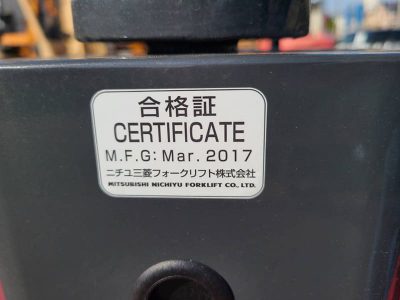 合格証
CERTIFICATE
M.F.G: Mar. 2017
ニチユ三菱フォークリフト株式会社
MITSUBISHI NICHIYU FORKLIFT CO., LTD.